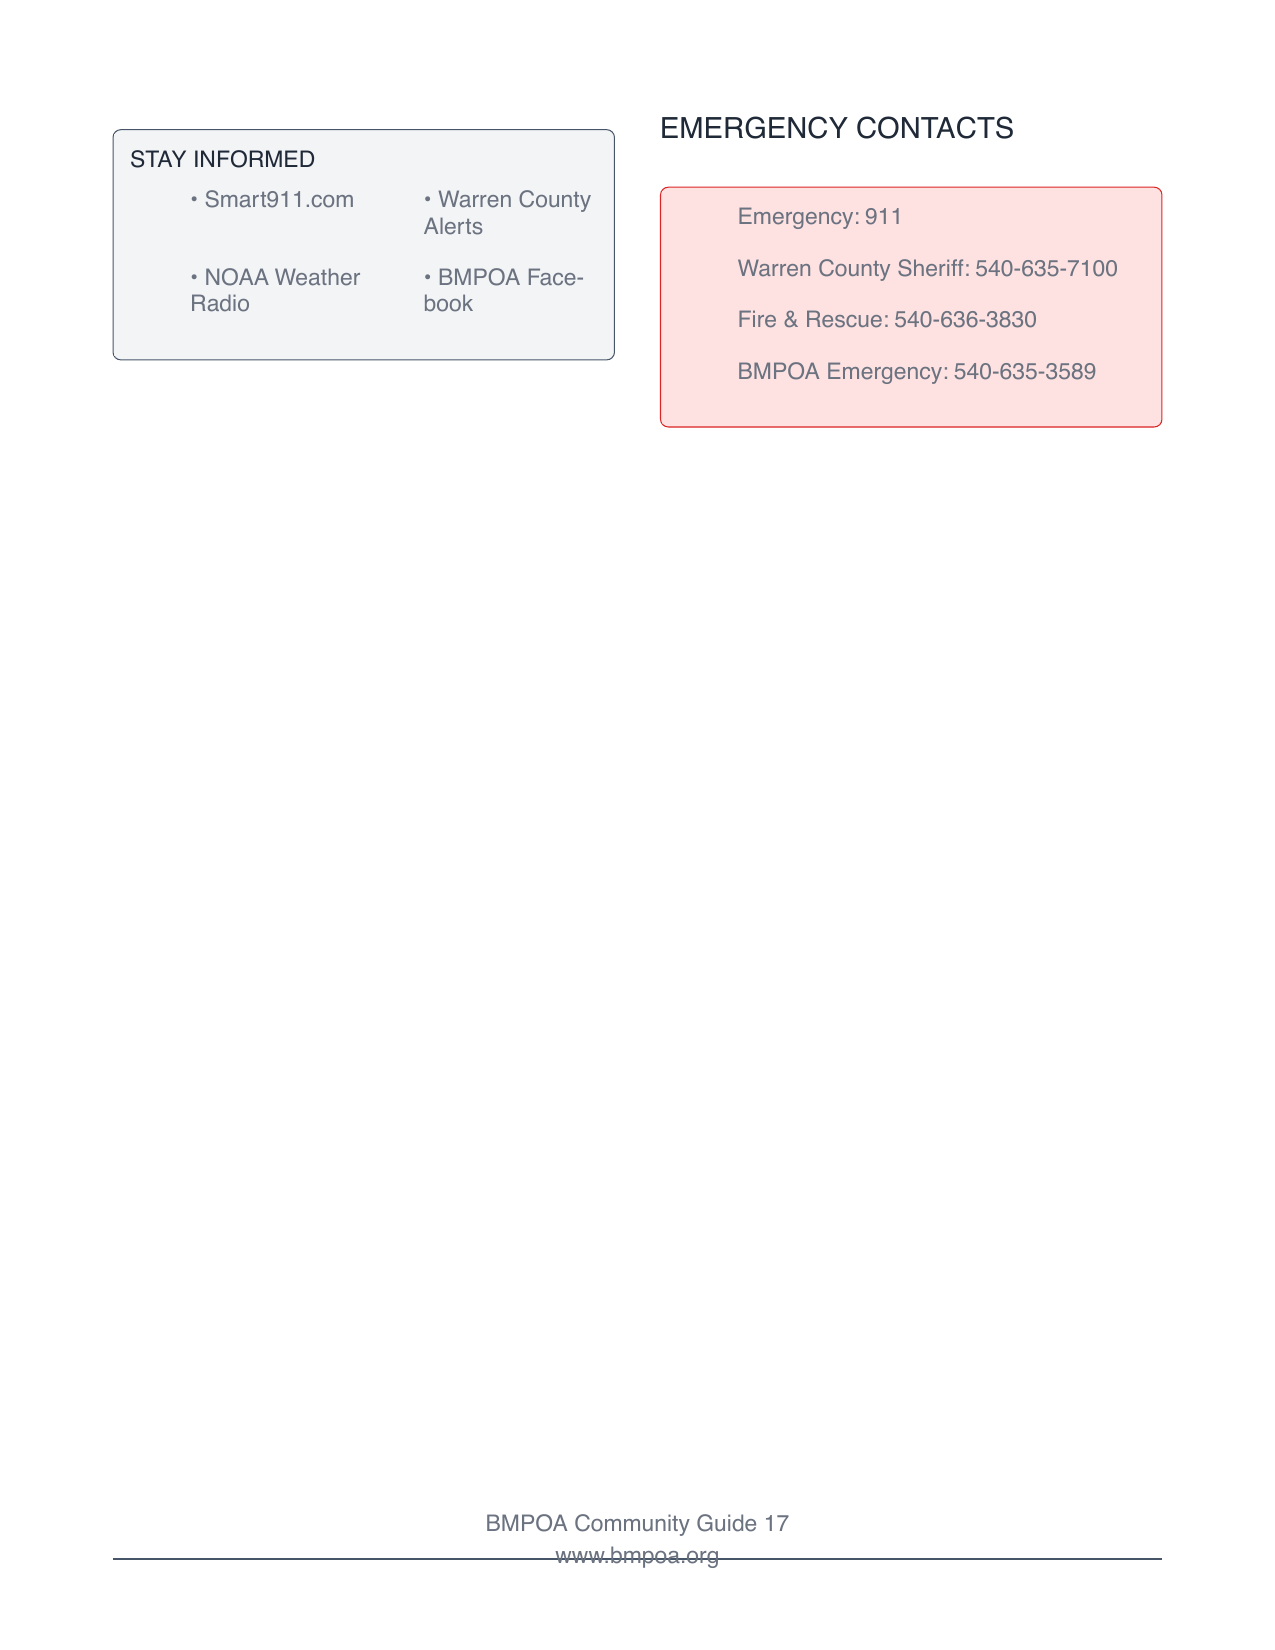 STAY INFORMED
• Smart911.com
• Warren County
Alerts
• NOAA Weather
Radio
• BMPOA Face-
book
EMERGENCY CONTACTS
Emergency: 911
Warren County Sheriff: 540-635-7100
Fire & Rescue: 540-636-3830
BMPOA Emergency: 540-635-3589
BMPOA Community Guide 17
www.bmpoa.org